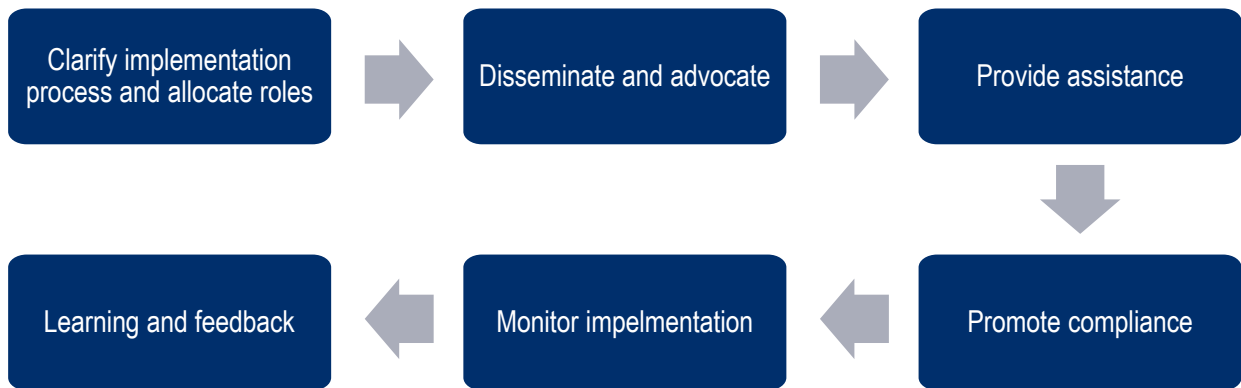 Clarify implementation
process and allocate roles
Disseminate and advocate
Provide assistance
Promote compliance
Monitor impelmentation
Learning and feedback